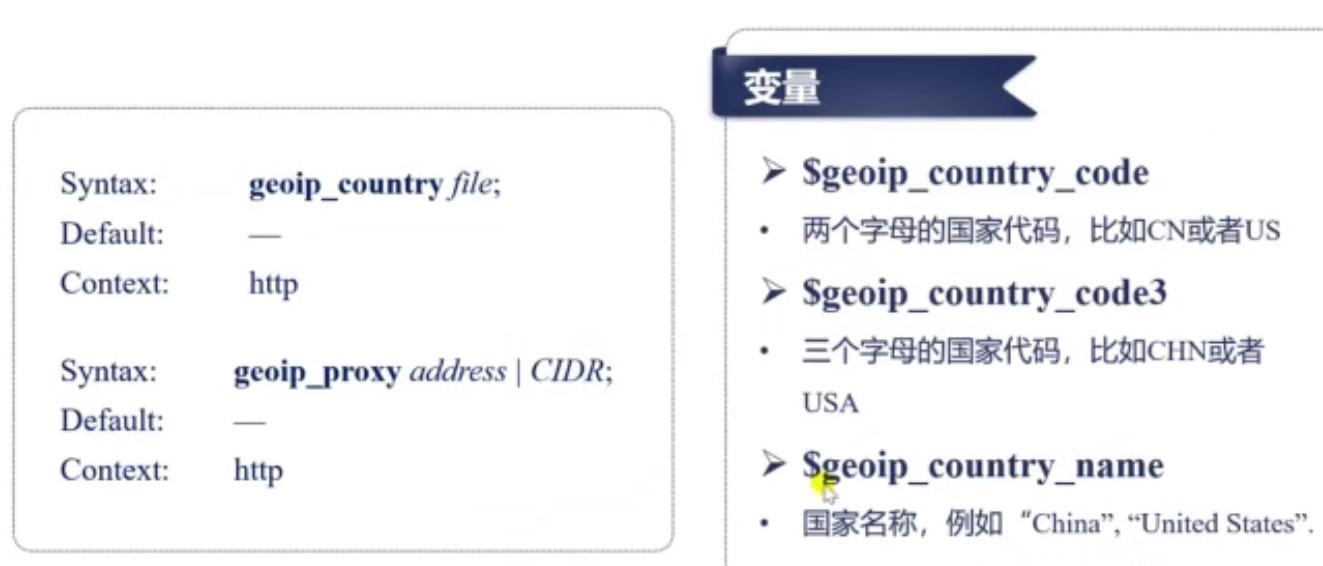 Syntax: geoip_country file;
Default: —
Context: http
Syntax: geoip_proxy address | CIDR;
Default: —
Context: http
变量
➢ $geoip_country_code
• 两个字母的国家代码，比如CN或者US
➢ $geoip_country_code3
• 三个字母的国家代码，比如CHN或者
USA
➢ $geoip_country_name
• 国家名称，例如“China”, “United States”.